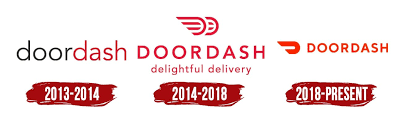 doordash
2013-2014
DOORDASH
delightful delivery
2014-2018
DOORDASH
2018-PRESENT